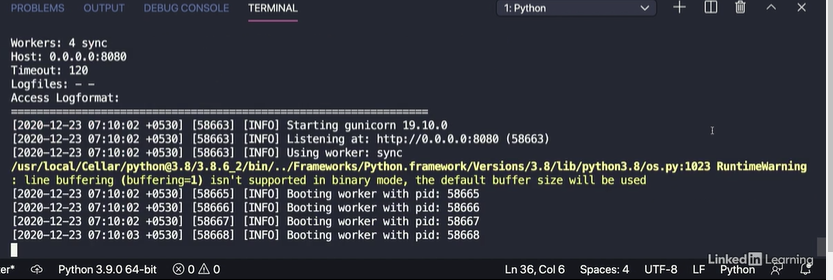 PROBLEMS OUTPUT DEBUG CONSOLE TERMINAL 1: Python
Workers: 4 sync
Host: 0.0.0.0:8080
Timeout: 120
Logfiles: - -
Access Logformat:
=================================================================
[2020-12-23 07:10:02 +0530] [58663] [INFO] Starting gunicorn 19.10.0
[2020-12-23 07:10:02 +0530] [58663] [INFO] Listening at: http://0.0.0.0:8080 (58663)
[2020-12-23 07:10:02 +0530] [58663] [INFO] Using worker: sync
/usr/local/Cellar/python@3.8/3.8.6_2/bin/../Frameworks/Python.framework/Versions/3.8/lib/python3.8/os.py:1023 RuntimeWarning
: line buffering (buffering=1) isn't supported in binary mode, the default buffer size will be used
[2020-12-23 07:10:02 +0530] [58665] [INFO] Booting worker with pid: 58665
[2020-12-23 07:10:02 +0530] [58666] [INFO] Booting worker with pid: 58666
[2020-12-23 07:10:02 +0530] [58667] [INFO] Booting worker with pid: 58667
[2020-12-23 07:10:03 +0530] [58668] [INFO] Booting worker with pid: 58668
LinkedIn Learning
er* Python 3.9.0 64-bit 0 0 Ln 36, Col 6 Spaces: 4 UTF-8 LF Python